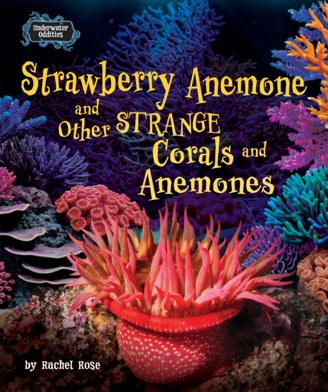 Underwater
Oddities
Strawberry Anemone
and
Other STRANGE
Corals and
Anemones
by Rachel Rose